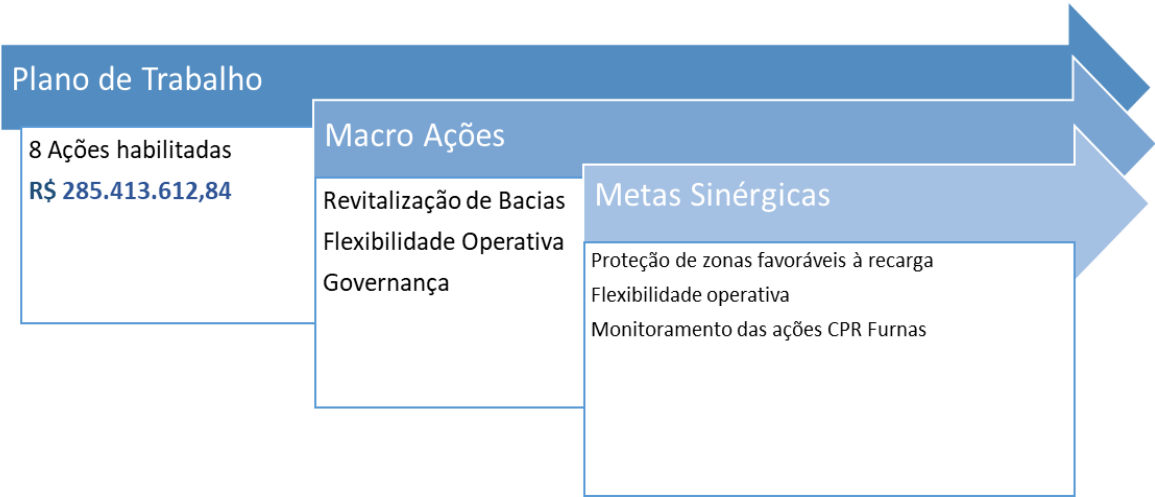 Plano de Trabalho
8 Ações habilitadas
R$ 285.413.612,84
Macro Ações
Revitalização de Bacias
Flexibilidade Operativa
Governança
Metas Sinérgicas
Proteção de zonas favoráveis à recarga
Flexibilidade operativa
Monitoramento das ações CPR Furnas